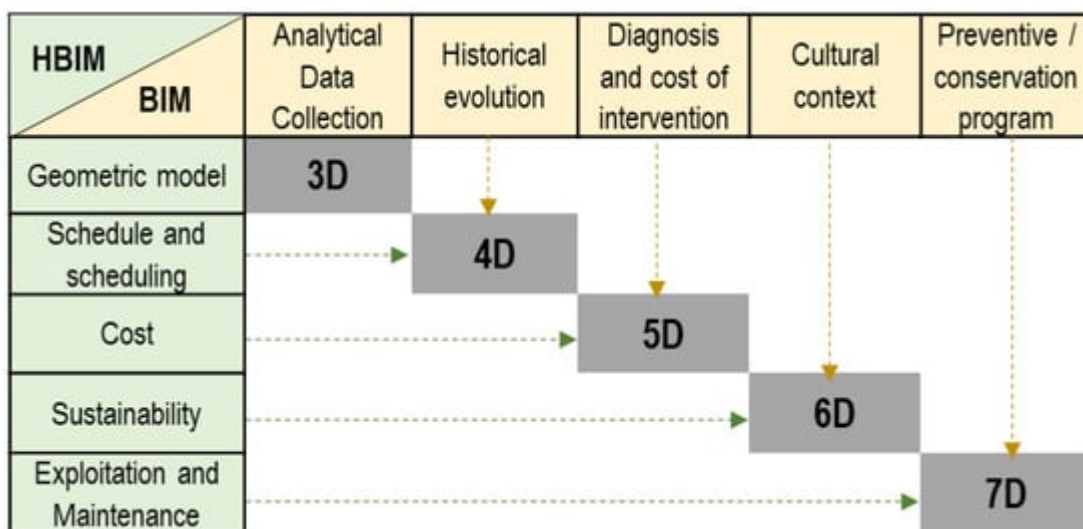 HBIM
BIM
Analytical
Data
Collection
Historical
evolution
Diagnosis
and cost of
intervention
Cultural
context
Preventive /
conservation
program
Geometric model
3D
Schedule and
scheduling
4D
Cost
5D
Sustainability
6D
Exploitation and
Maintenance
7D